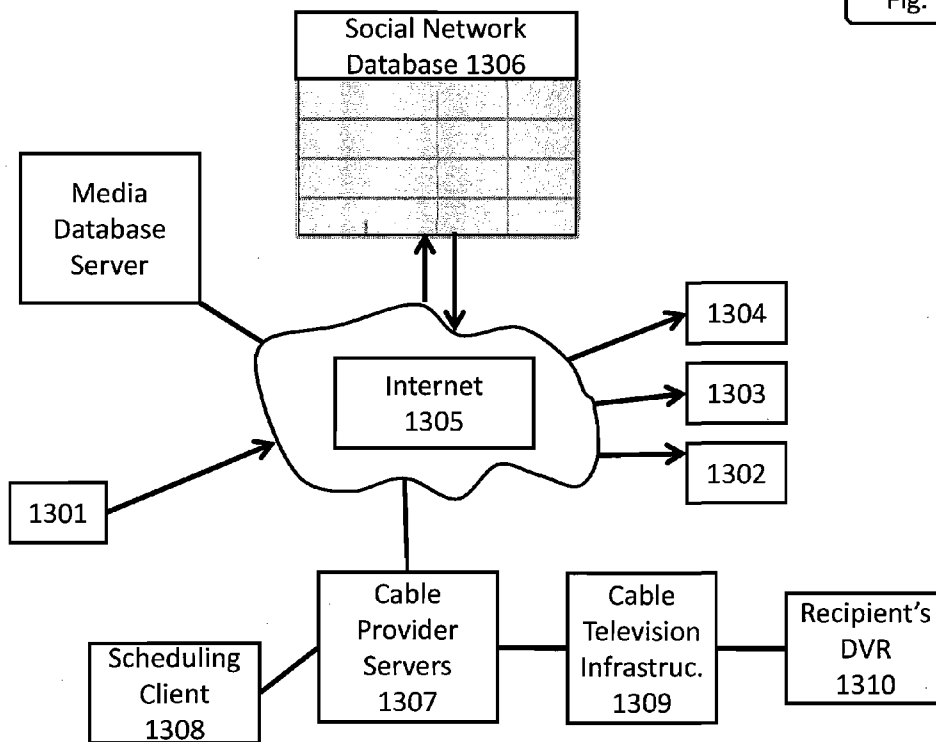 Fig.
Social Network
Database 1306
Media
Database
Server
1304
Internet
1305
1303
1302
1301
Cable
Provider
Servers
1307
Cable
Television
Infrastruc.
1309
Recipient's
DVR
1310
Scheduling
Client
1308